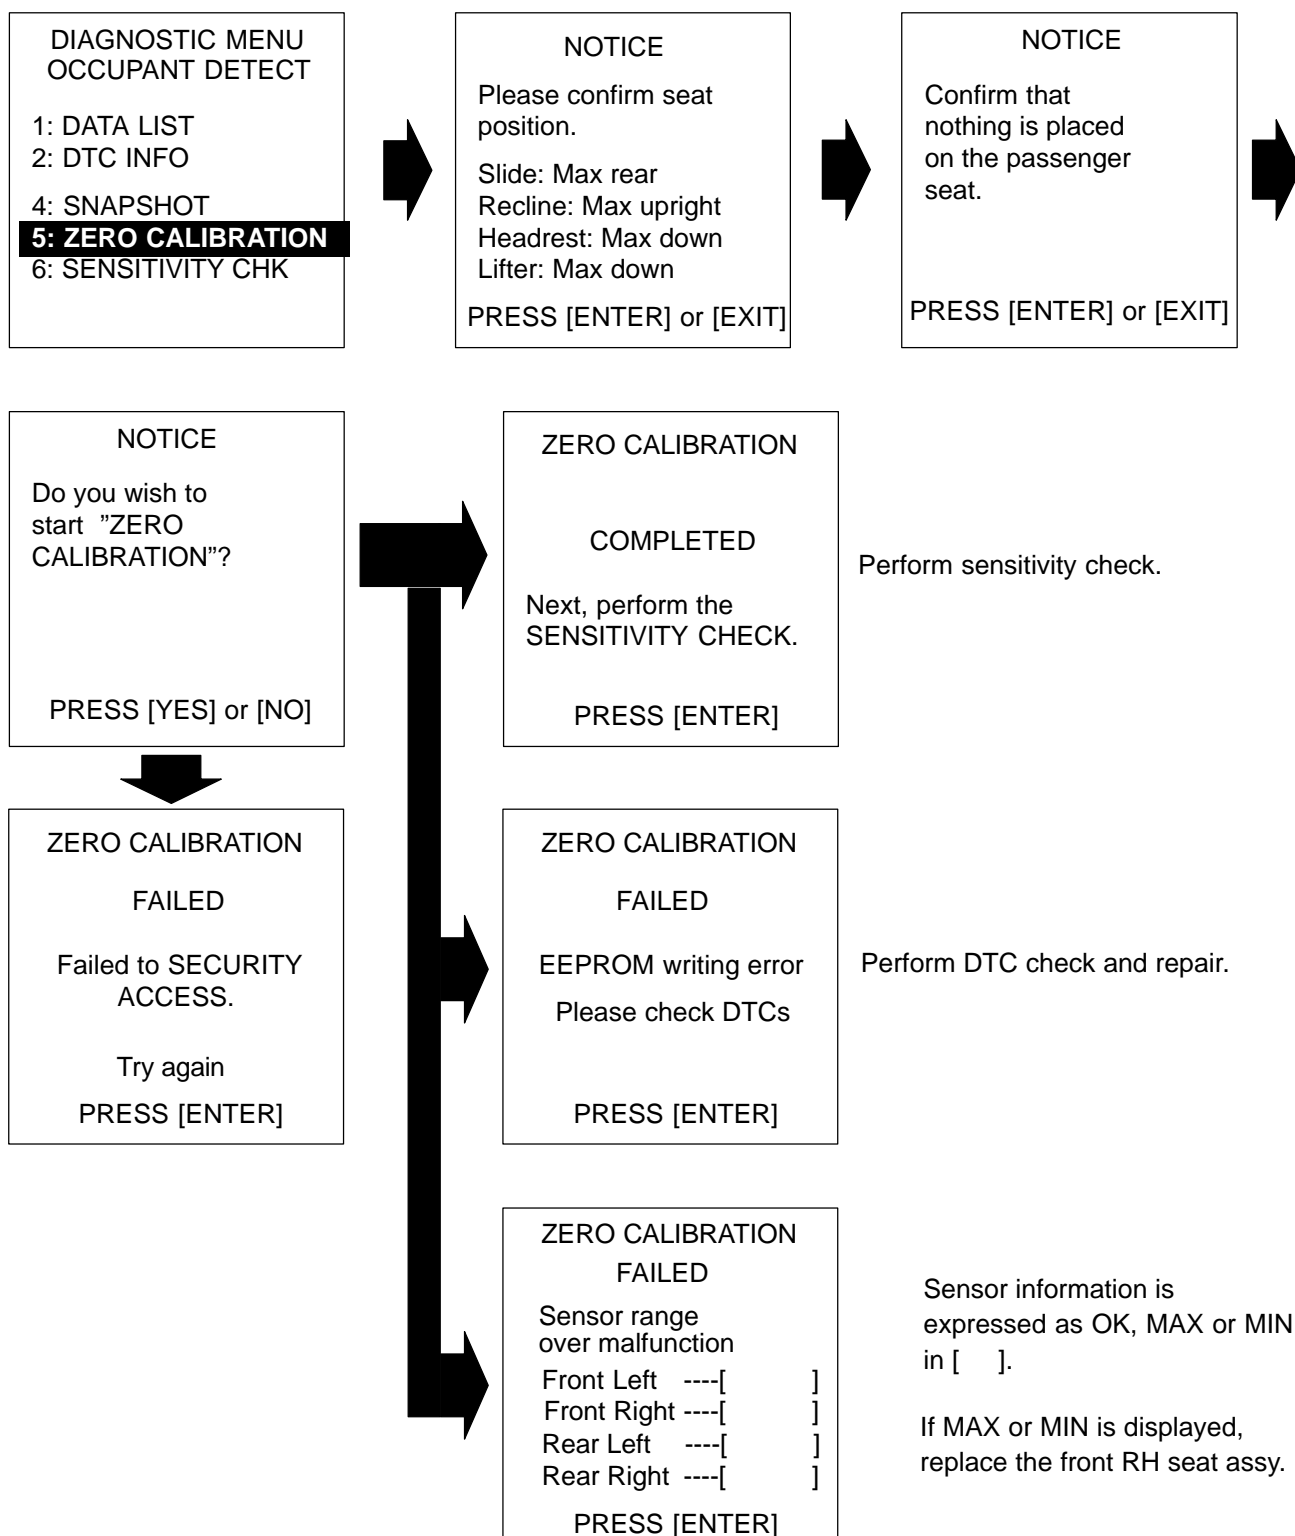 DIAGNOSTIC MENU
OCCUPANT DETECT
1: DATA LIST
2: DTC INFO
4: SNAPSHOT
5: ZERO CALIBRATION
6: SENSITIVITY CHK
NOTICE
Please confirm seat
position.
Slide: Max rear
Recline: Max upright
Headrest: Max down
Lifter: Max down
PRESS [ENTER] or [EXIT]
NOTICE
Confirm that
nothing is placed
on the passenger
seat.
PRESS [ENTER] or [EXIT]
NOTICE
Do you wish to
start ”ZERO
CALIBRATION”?
PRESS [YES] or [NO]
ZERO CALIBRATION
COMPLETED
Next, perform the
SENSITIVITY CHECK.
PRESS [ENTER]
Perform sensitivity check.
ZERO CALIBRATION
FAILED
Failed to SECURITY
ACCESS.
Try again
PRESS [ENTER]
ZERO CALIBRATION
FAILED
EEPROM writing error
Please check DTCs
PRESS [ENTER]
Perform DTC check and repair.
ZERO CALIBRATION
FAILED
Sensor range
over malfunction
Front Left ----[ ]
Front Right ----[ ]
Rear Left ----[ ]
Rear Right ----[ ]
PRESS [ENTER]
Sensor information is
expressed as OK, MAX or MIN
in [ ].
If MAX or MIN is displayed,
replace the front RH seat assy.